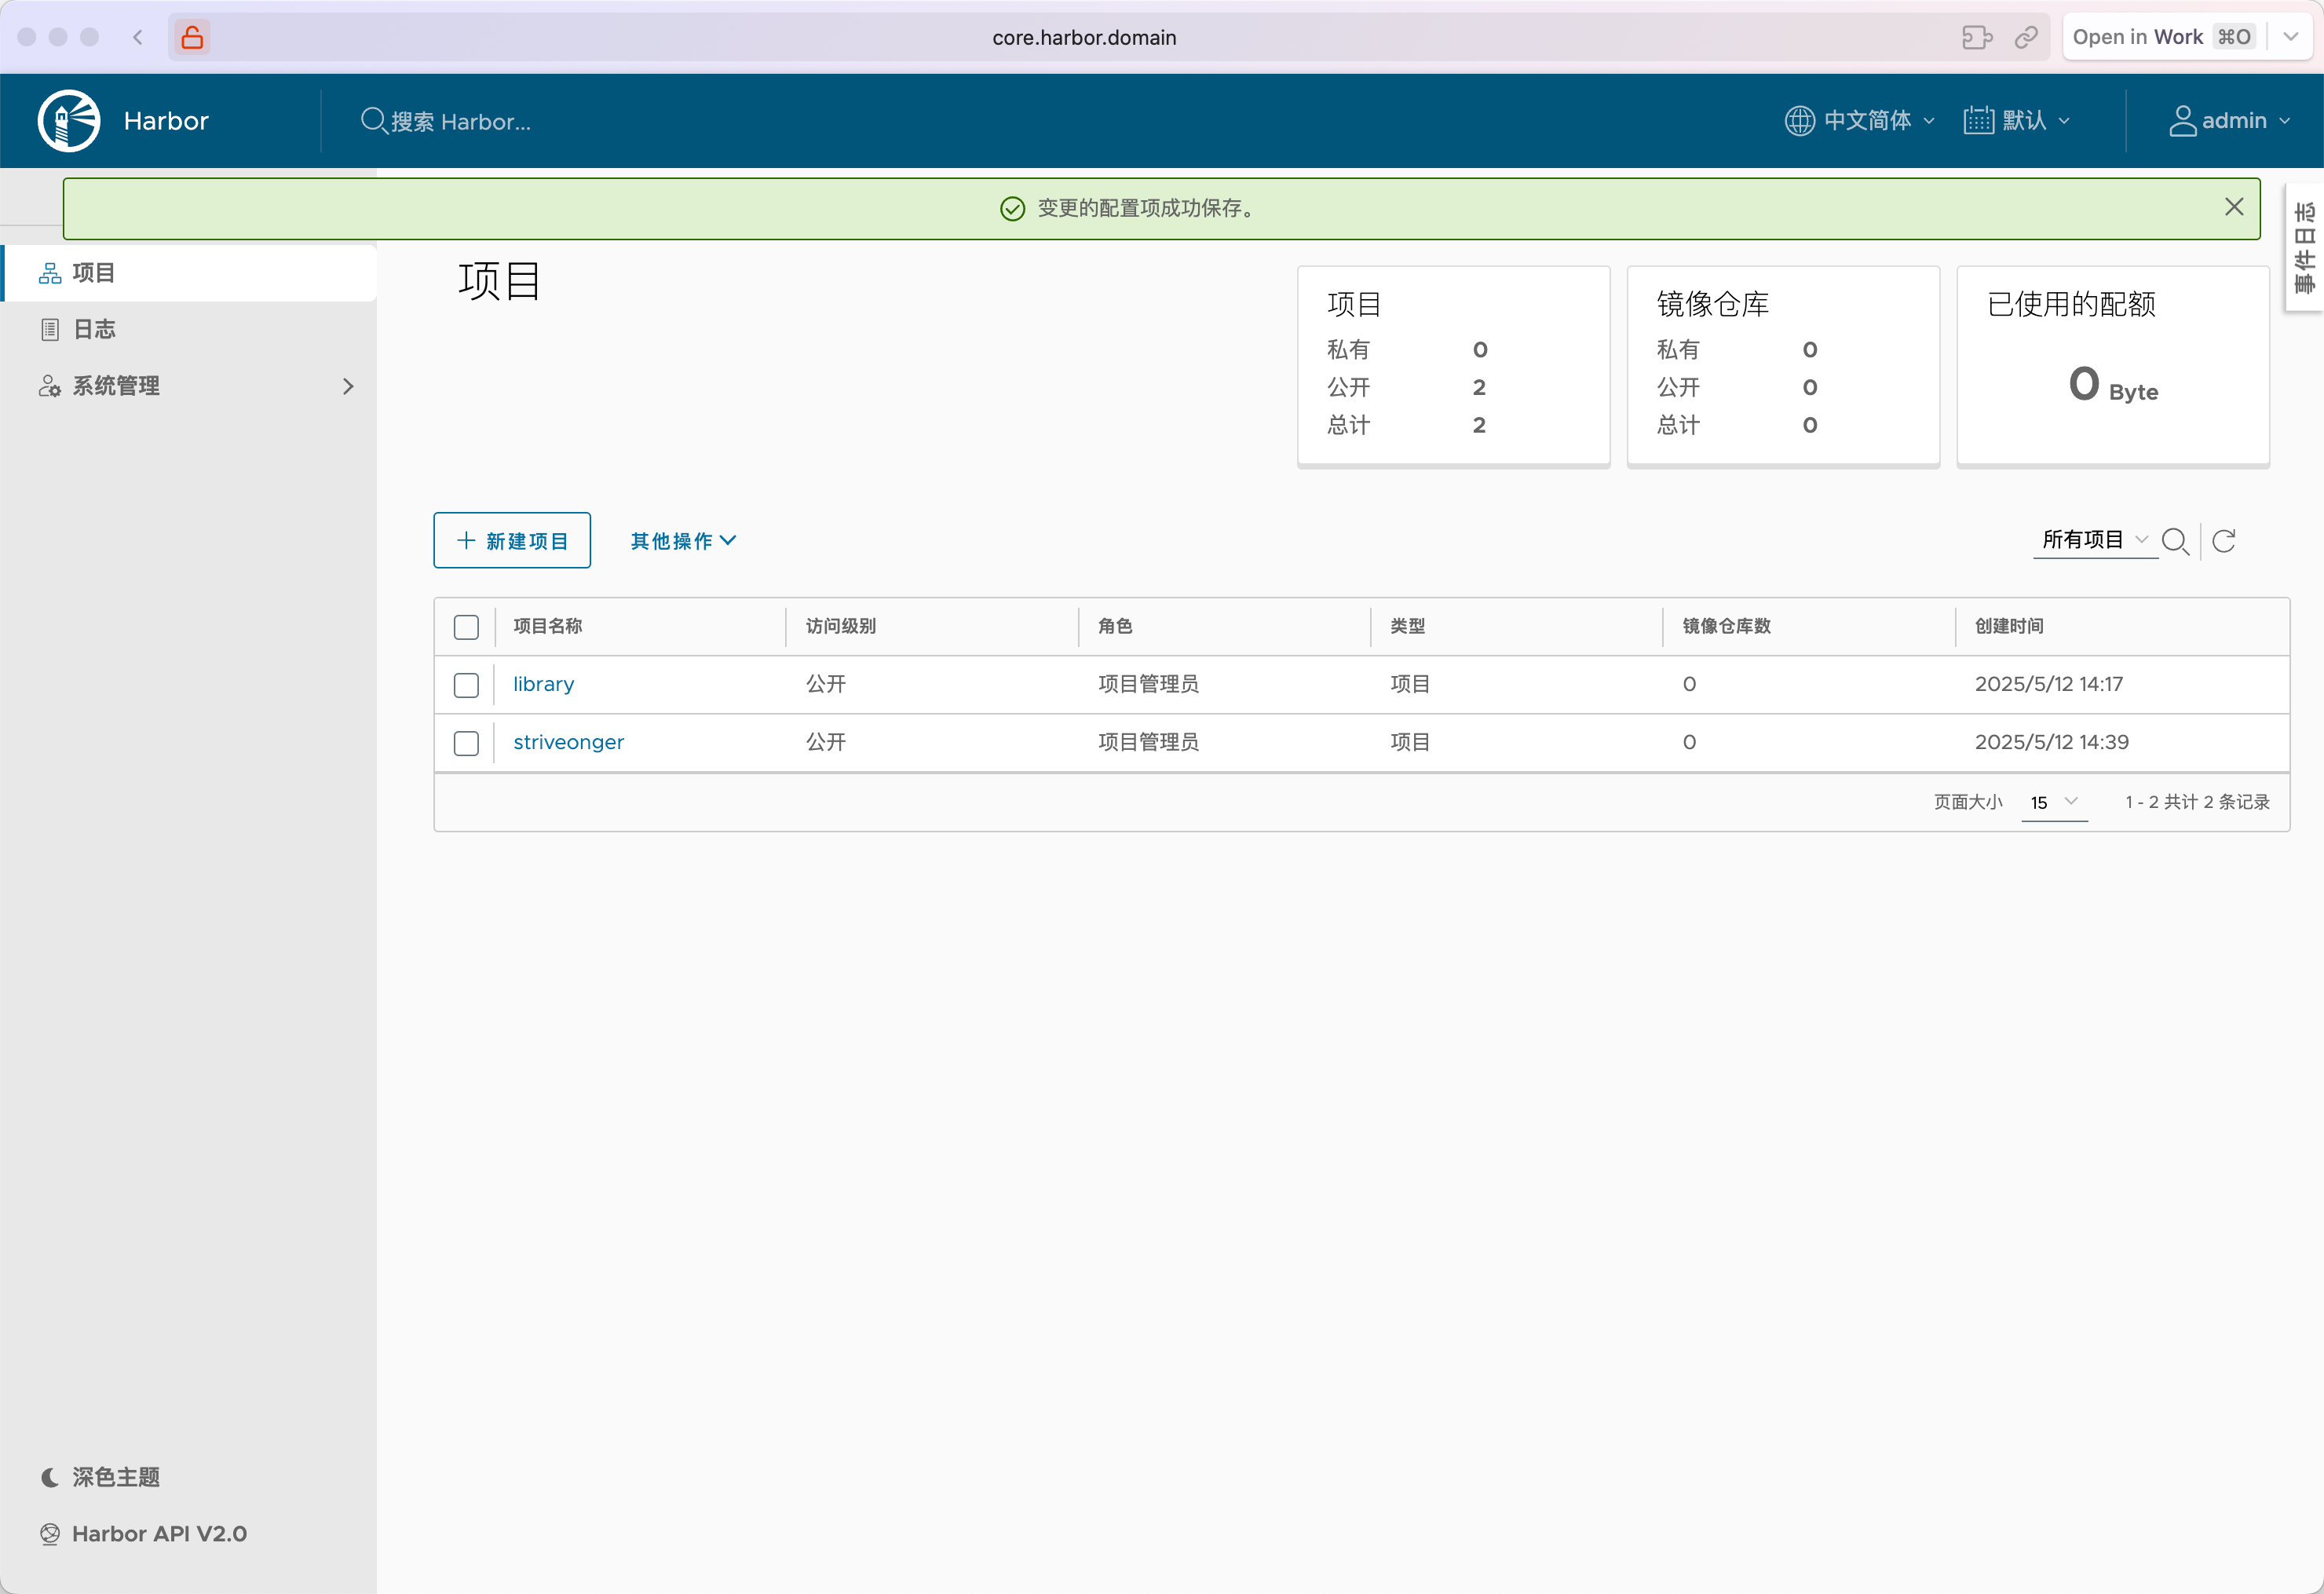 core.harbor.domain
Open in Work ⌘O
Harbor
搜索 Harbor...
中文简体
默认
admin
变更的配置项成功保存。
事件日志
项目
日志
系统管理
项目
项目
私有 0
公开 2
总计 2
镜像仓库
私有 0
公开 0
总计 0
已使用的配额
0 Byte
新建项目
其他操作
所有项目
项目名称 访问级别 角色 类型 镜像仓库数 创建时间
library 公开 项目管理员 项目 0 2025/5/12 14:17
striveonger 公开 项目管理员 项目 0 2025/5/12 14:39
页面大小 15 1 - 2 共计 2 条记录
深色主题
Harbor API V2.0